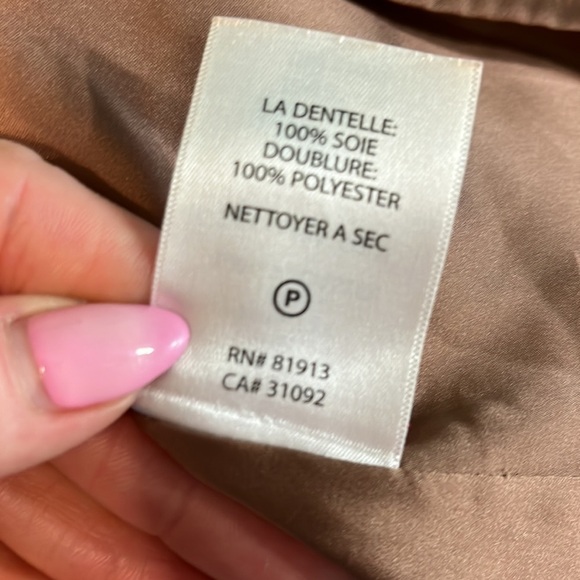 LA DENTELLE:
100% SOIE
DOUBLURE:
100% POLYESTER
NETTOYER A SEC
P
RN# 81913
CA# 31092